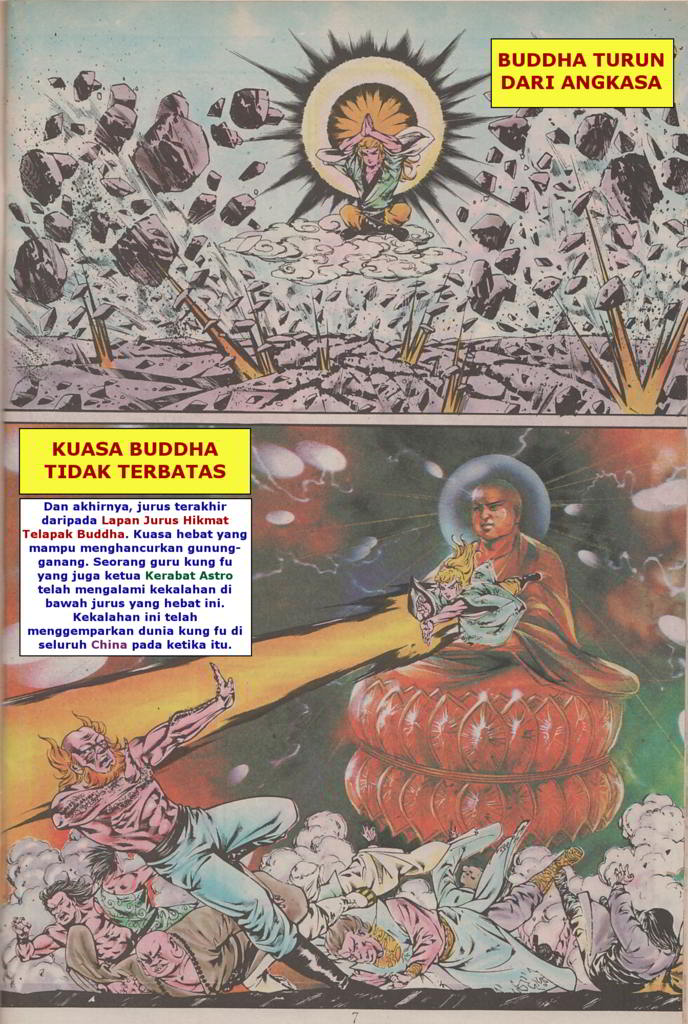 BUDDHA TURUN
DARI ANGKASA
KUASA BUDDHA
TIDAK TERBATAS
Dan akhirnya, jurus terakhir
daripada Lapan Jurus Hikmat
Telapak Buddha. Kuasa hebat yang
mampu menghancurkan gunung-
ganang. Seorang guru kung fu
yang juga ketua Kerabat Astro
telah mengalami kekalahan di
bawah jurus yang hebat ini.
Kekalahan ini telah
menggemparkan dunia kung fu di
seluruh China pada ketika itu.
7